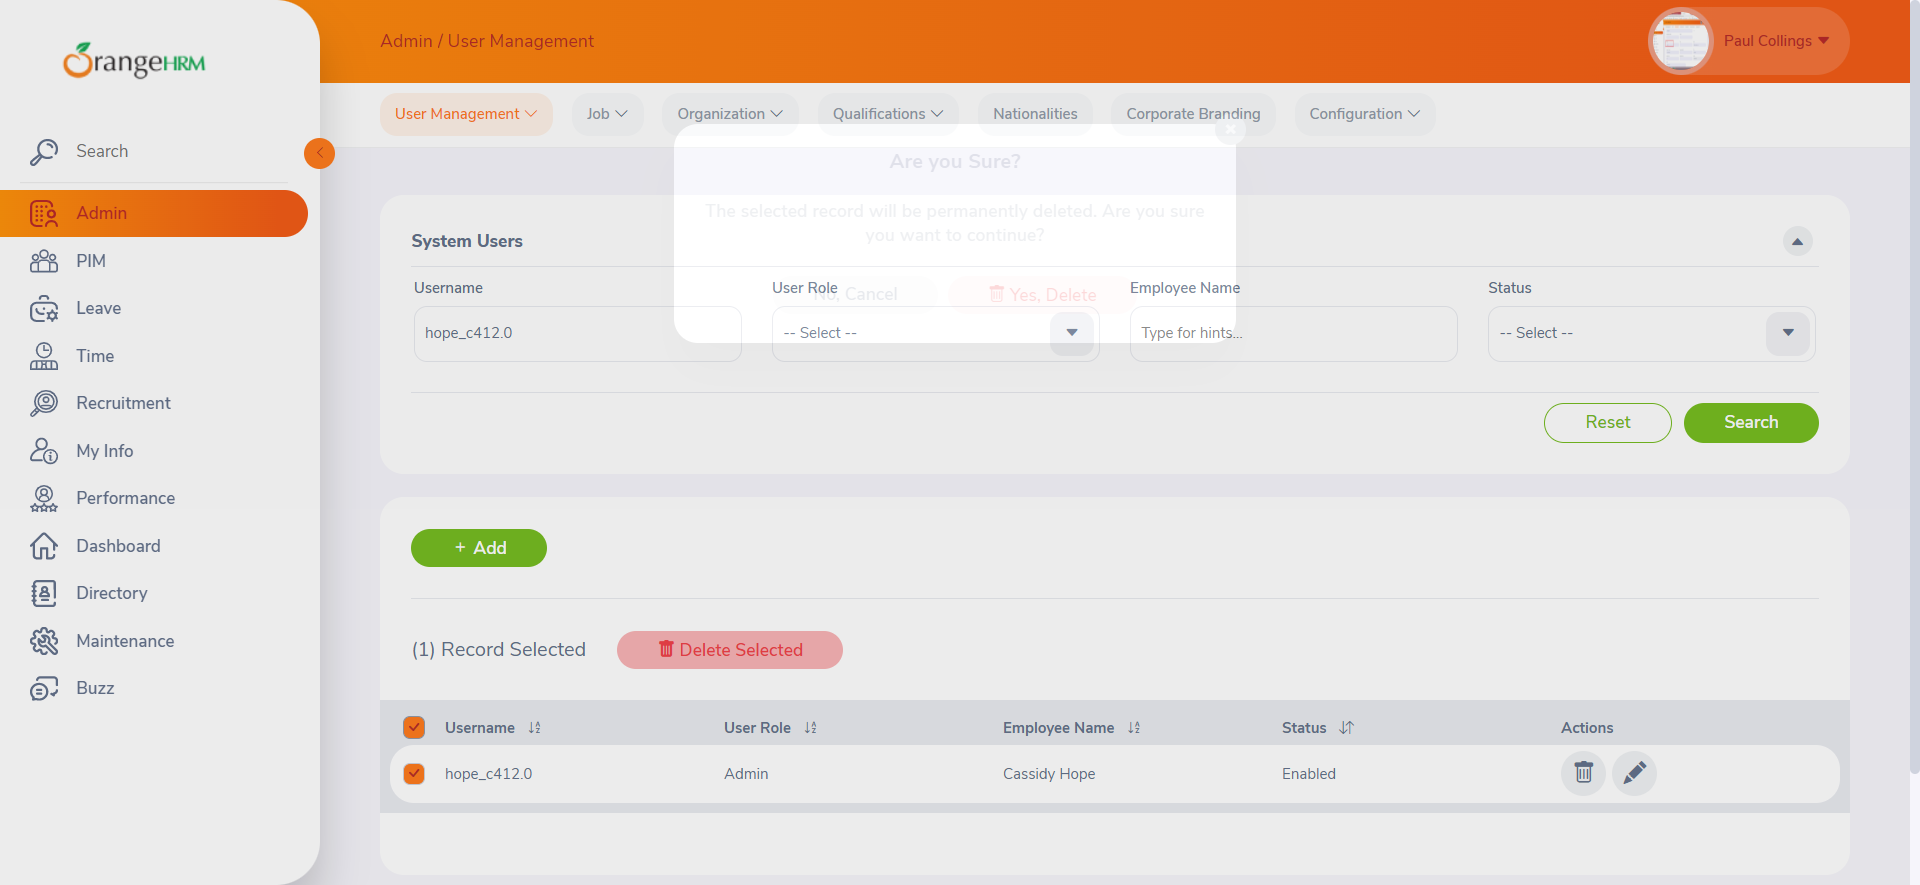 OrangeHRM
Admin / User Management
Paul Collings
User Management
Job
Organization
Qualifications
Nationalities
Corporate Branding
Configuration
Search
Admin
PIM
Leave
Time
Recruitment
My Info
Performance
Dashboard
Directory
Maintenance
Buzz
Are you Sure?
The selected record will be permanently deleted. Are you sure
you want to continue?
No, Cancel
Yes, Delete
System Users
Username
User Role
Employee Name
Status
hope_c412.0
-- Select --
Type for hints...
-- Select --
Reset
Search
+ Add
(1) Record Selected
Delete Selected
Username
User Role
Employee Name
Status
Actions
hope_c412.0
Admin
Cassidy Hope
Enabled